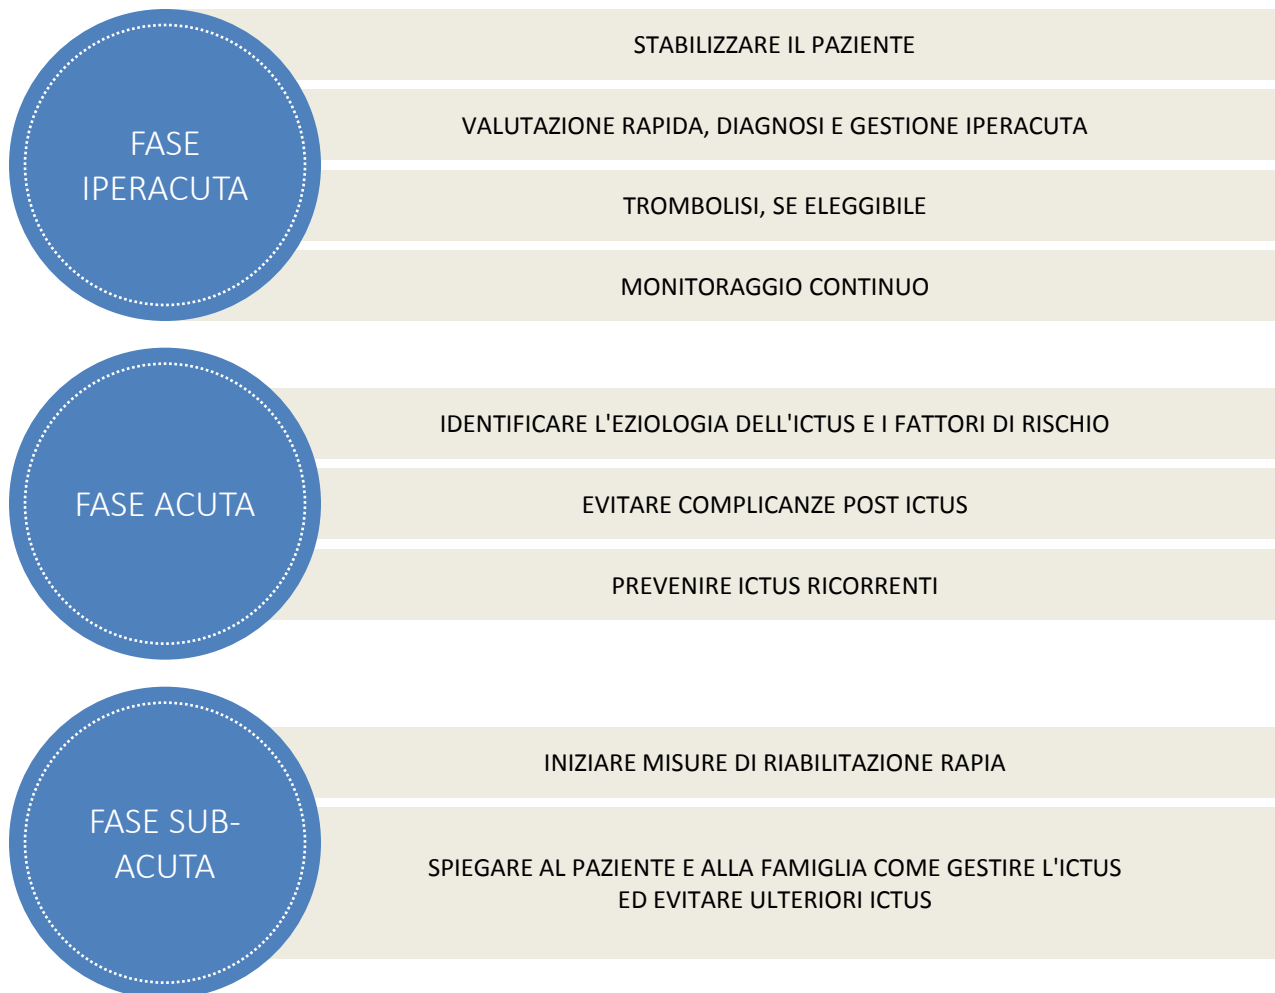 FASE
IPERACUTA
STABILIZZARE IL PAZIENTE
VALUTAZIONE RAPIDA, DIAGNOSI E GESTIONE IPERACUTA
TROMBOLISI, SE ELEGGIBILE
MONITORAGGIO CONTINUO
FASE ACUTA
IDENTIFICARE L'EZIOLOGIA DELL'ICTUS E I FATTORI DI RISCHIO
EVITARE COMPLICANZE POST ICTUS
PREVENIRE ICTUS RICORRENTI
FASE SUB-
ACUTA
INIZIARE MISURE DI RIABILITAZIONE RAPIA
SPIEGARE AL PAZIENTE E ALLA FAMIGLIA COME GESTIRE L'ICTUS
ED EVITARE ULTERIORI ICTUS